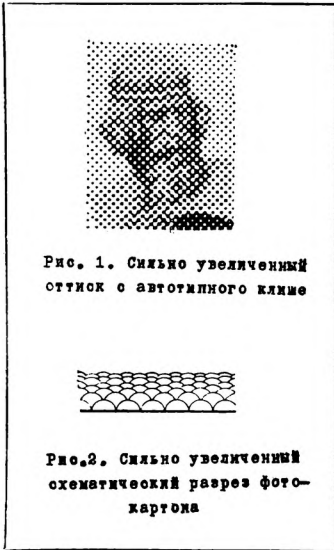 Рис. 1. Сильно увеличенный
оттиск с автотипного клише
Рис.2. Сильно увеличенный
схематический разрез фото-
картона